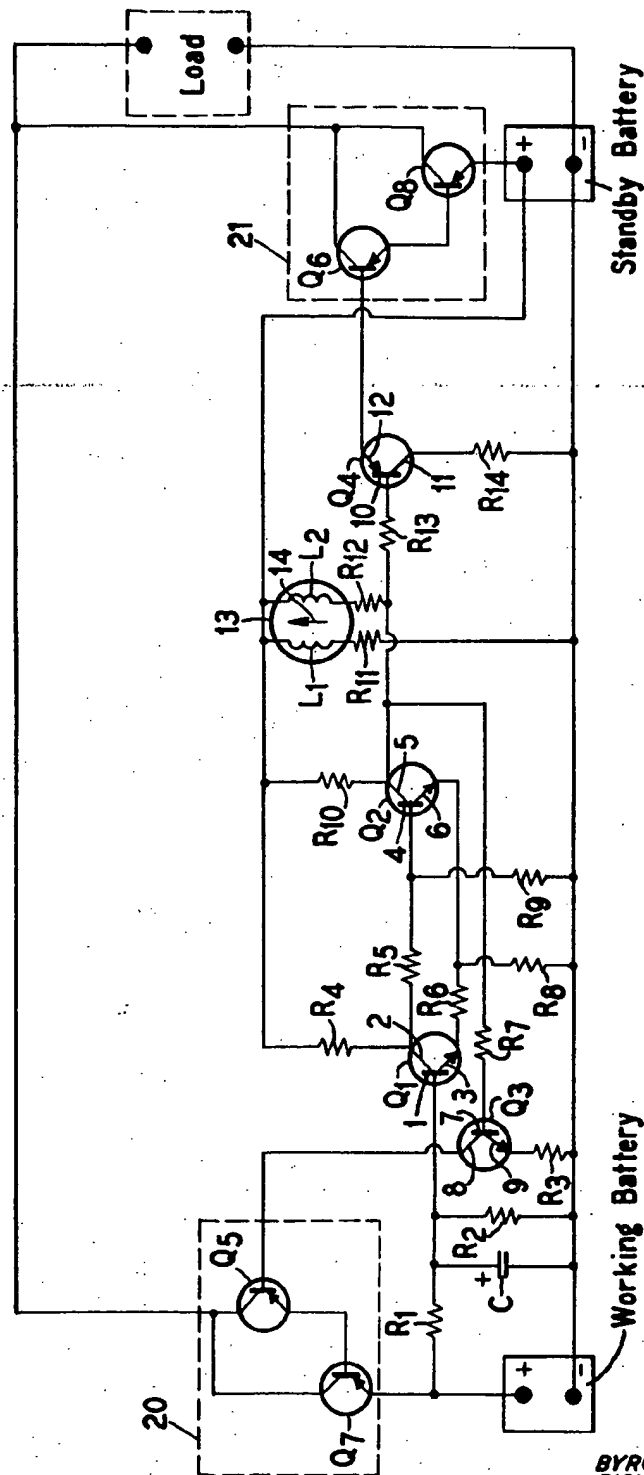 Load
21
Q8
Q6
Standby Battery
+
-
12
Q4
10
11
R14
R13
14
L2
13
R12
L1
R11
R10
Q2
5
4
6
R9
R5
R6
R8
R4
2
Q1
1
3
R7
7
Q3
8
9
R3
R2
+
C
Q5
R1
20
Q7
+
-
Working Battery
BYR